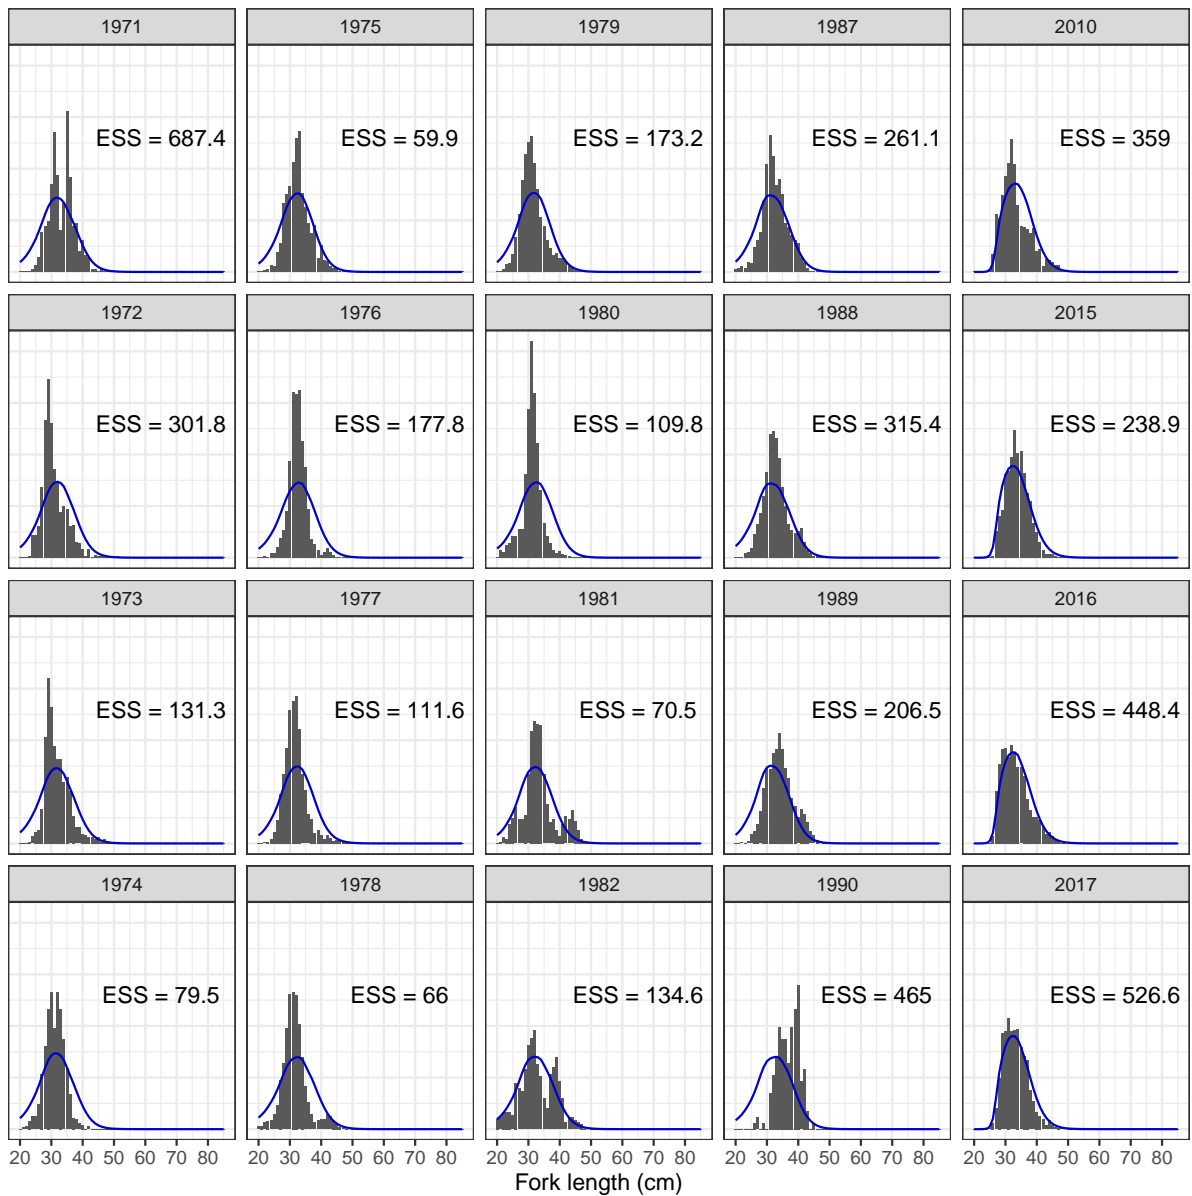 1971 1975 1979 1987 2010
ESS = 687.4 ESS = 59.9 ESS = 173.2 ESS = 261.1 ESS = 359
1972 1976 1980 1988 2015
ESS = 301.8 ESS = 177.8 ESS = 109.8 ESS = 315.4 ESS = 238.9
1973 1977 1981 1989 2016
ESS = 131.3 ESS = 111.6 ESS = 70.5 ESS = 206.5 ESS = 448.4
1974 1978 1982 1990 2017
ESS = 79.5 ESS = 66 ESS = 134.6 ESS = 465 ESS = 526.6
20 30 40 50 60 70 80 20 30 40 50 60 70 80 20 30 40 50 60 70 80 20 30 40 50 60 70 80 20 30 40 50 60 70 80
Fork length (cm)